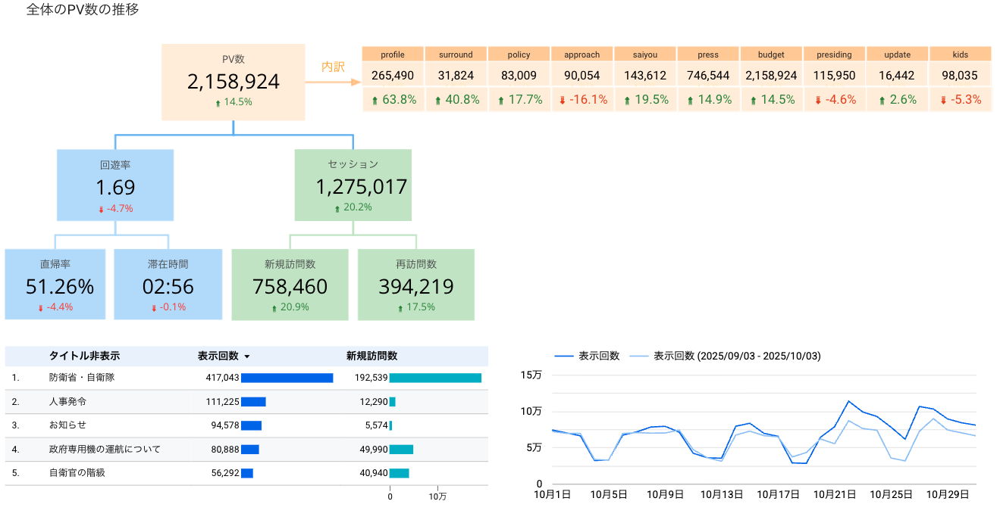 全体のPV数の推移
PV数
2,158,924
14.5%
内訳
profile surround policy approach saiyou press budget presiding update kids
265,490 31,824 83,009 90,054 143,612 746,544 2,158,924 115,950 16,442 98,035
63.8% 40.8% 17.7% -16.1% 19.5% 14.9% 14.5% -4.6% 2.6% -5.3%
回遊率
1.69
-4.7%
セッション
1,275,017
20.2%
直帰率
51.26%
-4.4%
滞在時間
02:56
-0.1%
新規訪問数
758,460
20.9%
再訪問数
394,219
17.5%
タイトル非表示 表示回数 新規訪問数
1. 防衛省・自衛隊 417,043 192,539
2. 人事発令 111,225 12,290
3. お知らせ 94,578 5,574
4. 政府専用機の運航について 80,888 49,990
5. 自衛官の階級 56,292 40,940
0 10万
表示回数 表示回数 (2025/09/03 - 2025/10/03)
15万
10万
5万
0
10月1日 10月5日 10月9日 10月13日 10月17日 10月21日 10月25日 10月29日